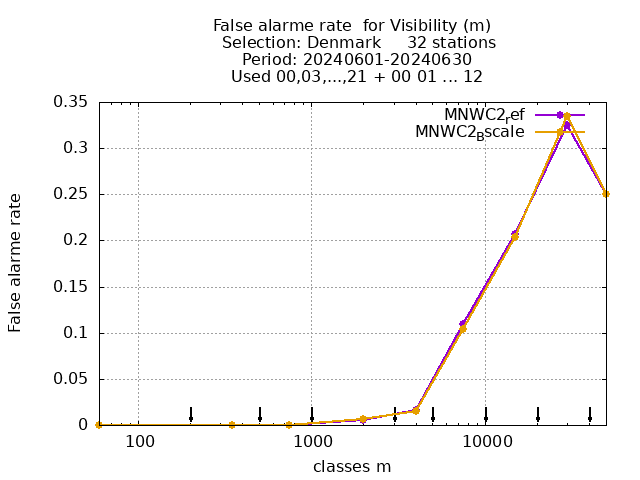 False alarme rate  for Visibility (m)
Selection: Denmark     32 stations
Period: 20240601-20240630
Used 00,03,...,21 + 00 01 ... 12
MNWC2ref
MNWC2Bscale
0.35
0.3
0.25
0.2
0.15
0.1
0.05
0
False alarme rate
100
1000
10000
classes m